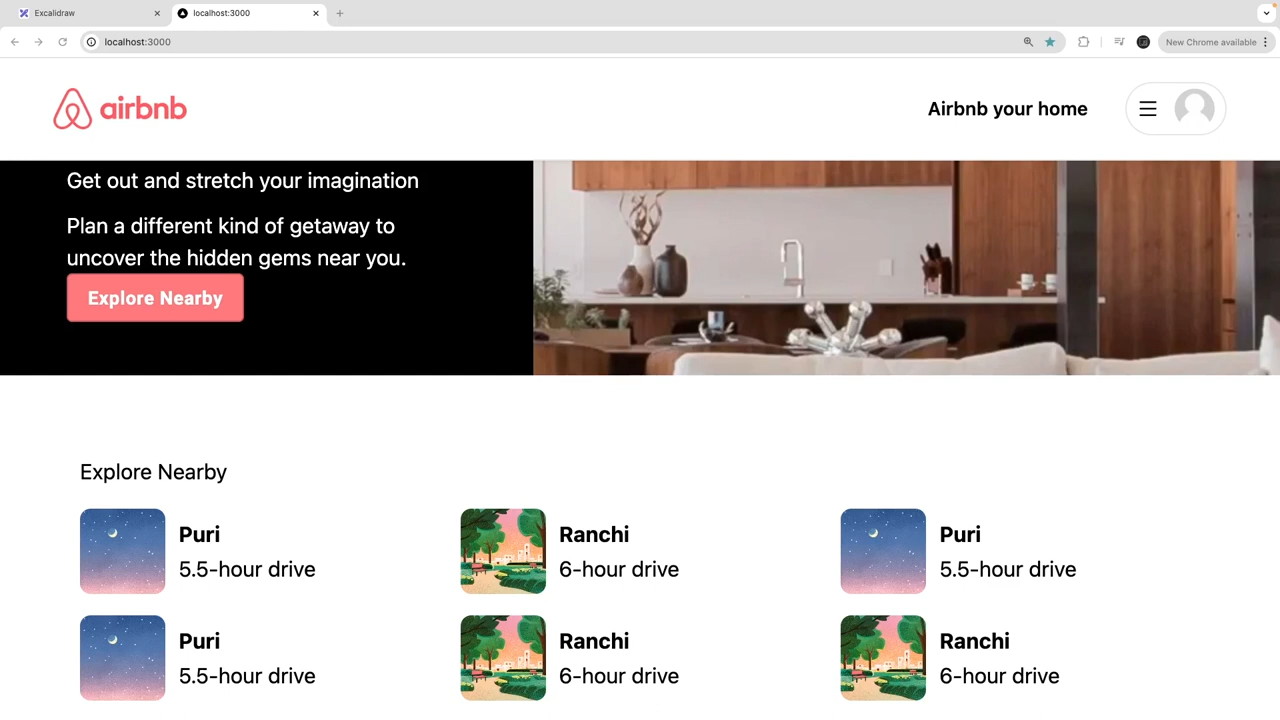 Excalidraw
localhost:3000
localhost:3000
New Chrome available
airbnb
Airbnb your home
Get out and stretch your imagination
Plan a different kind of getaway to
uncover the hidden gems near you.
Explore Nearby
Explore Nearby
Puri
5.5-hour drive
Ranchi
6-hour drive
Puri
5.5-hour drive
Puri
5.5-hour drive
Ranchi
6-hour drive
Ranchi
6-hour drive